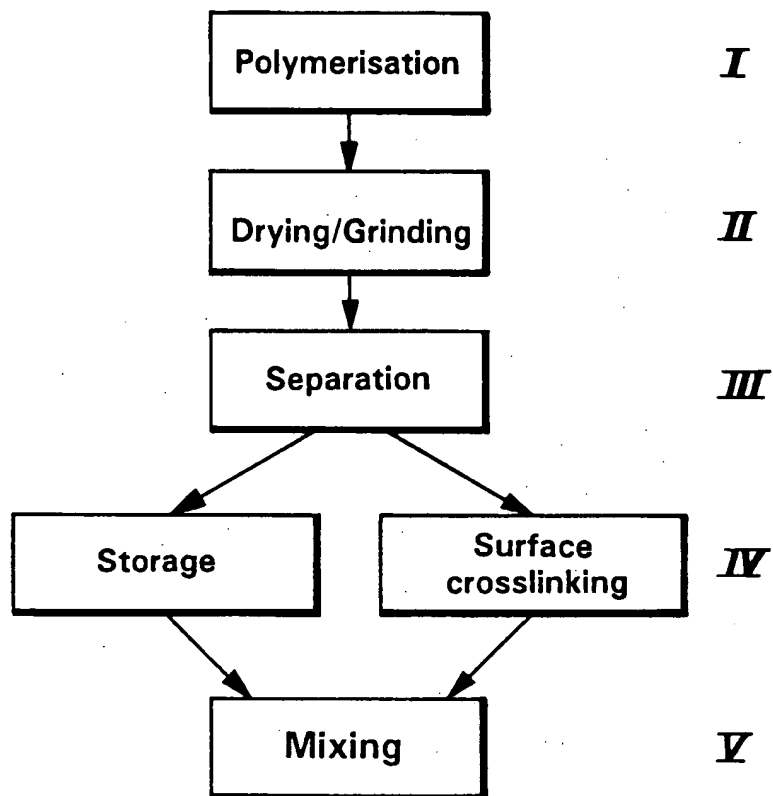 Polymerisation
I
Drying/Grinding
II
Separation
III
Storage
Surface
crosslinking
IV
Mixing
V